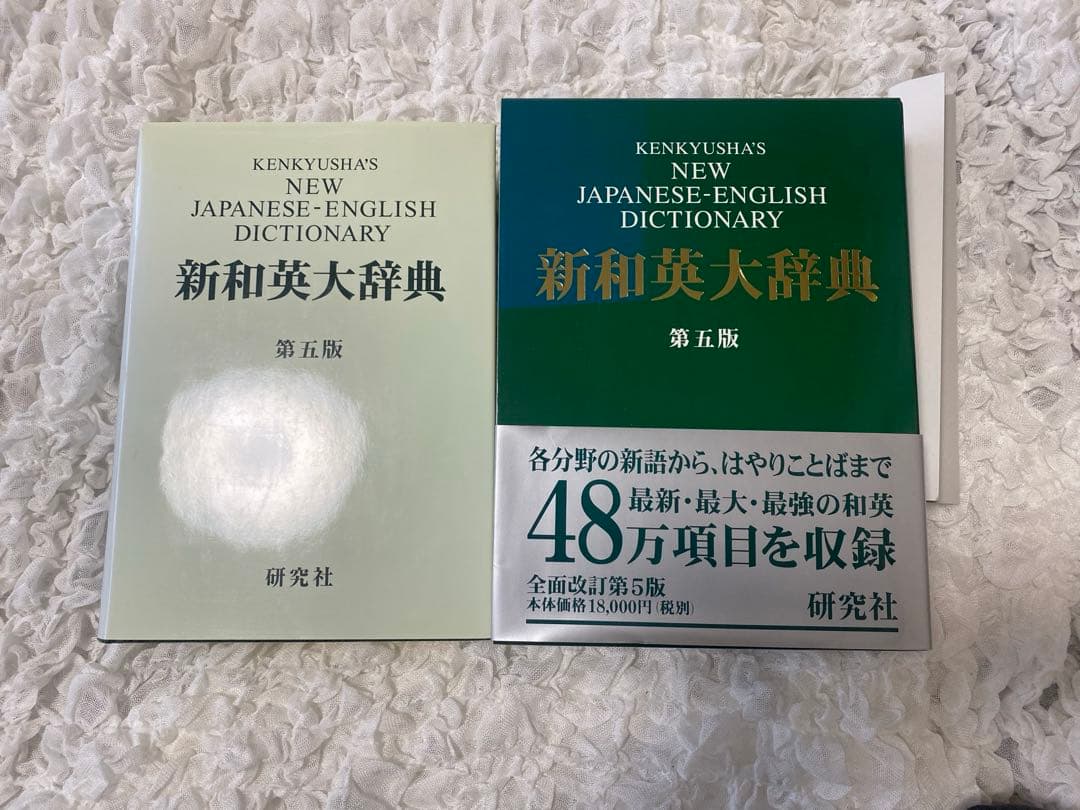 KENKYUSHA'S
NEW
JAPANESE-ENGLISH
DICTIONARY
新和英大辞典
第五版
研究社
KENKYUSHA'S
NEW
JAPANESE-ENGLISH
DICTIONARY
新和英大辞典
第五版
各分野の新語から、はやりことばまで
最新・最大・最強の和英
48万項目を収録
全面改訂第5版
本体価格18,000円(税別)
研究社